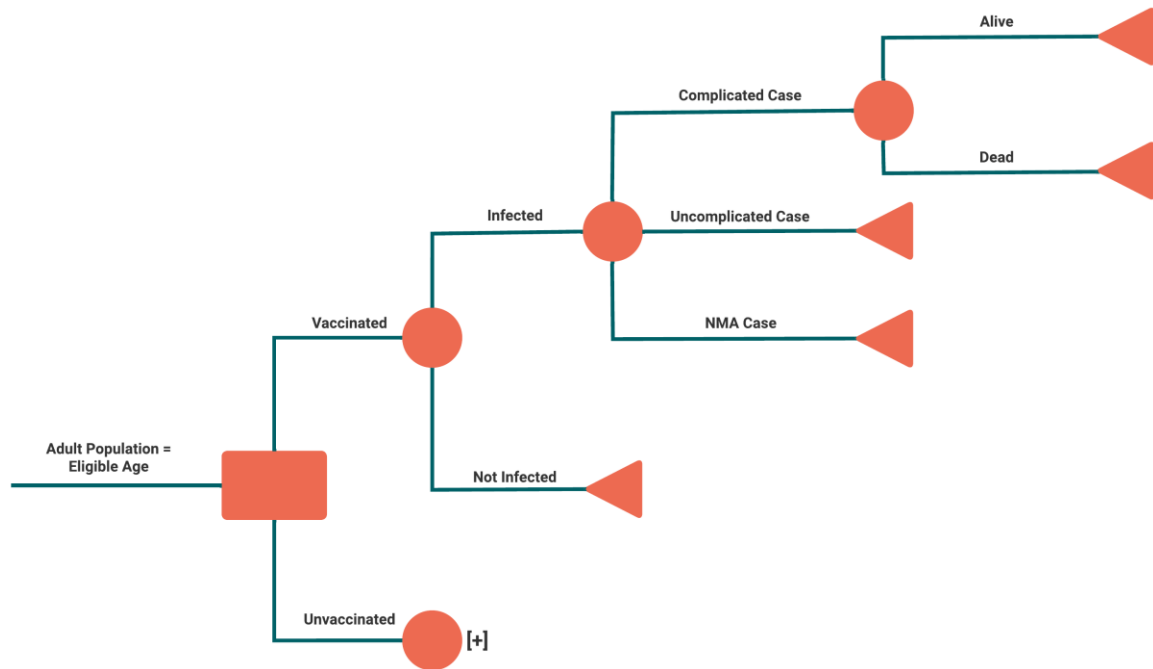 Alive
Complicated Case
Dead
Infected
Uncomplicated Case
Vaccinated
NMA Case
Adult Population =
Eligible Age
Not Infected
Unvaccinated
[+]